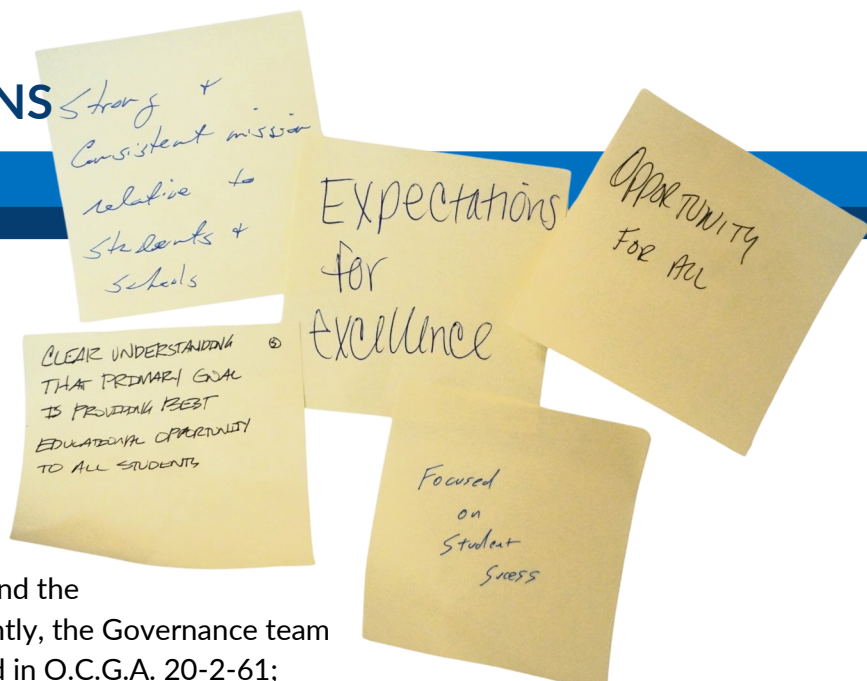 NS
Strong +
Consistent mission
relative to
students +
schools
Expectations
for
excellence
OPPORTUNITY
FOR ALL
CLEAR UNDERSTANDING
THAT PRIMARY GOAL
IS PROVIDING BEST
EDUCATIONAL OPPORTUNITY
TO ALL STUDENTS
Focused
on
Student
Sucess
nd the
ntly, the Governance team
d in O.C.G.A. 20-2-61;